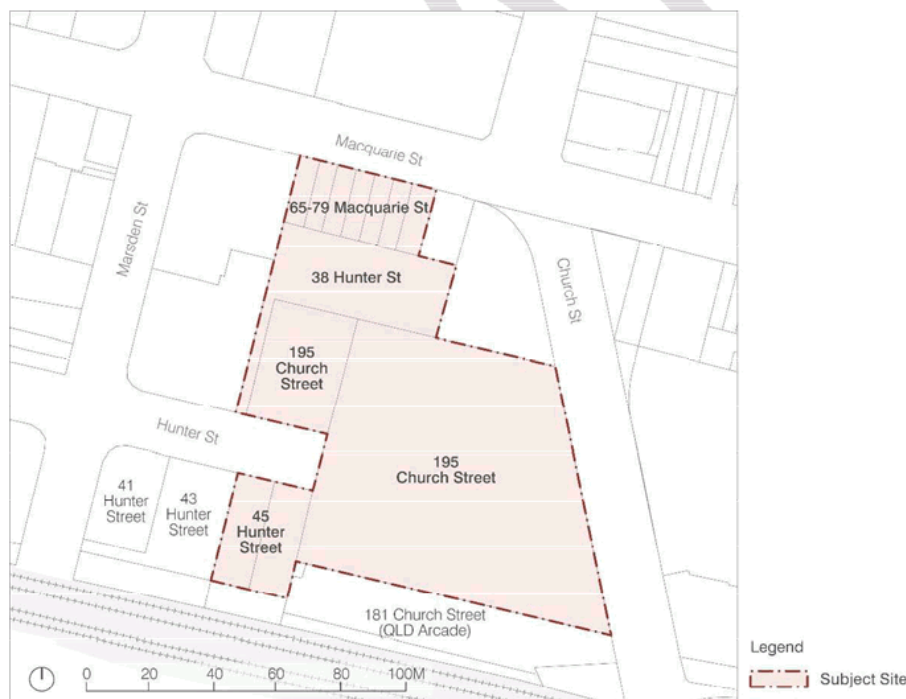 Macquarie St
65-79 Macquarie St
Marsden St
38 Hunter St
Church St
195
Church
Street
Hunter St
195
Church Street
41
Hunter
Street
43
Hunter
Street
45
Hunter
Street
181 Church Street
(QLD Arcade)
0 20 40 60 80 100M
Legend
Subject Site